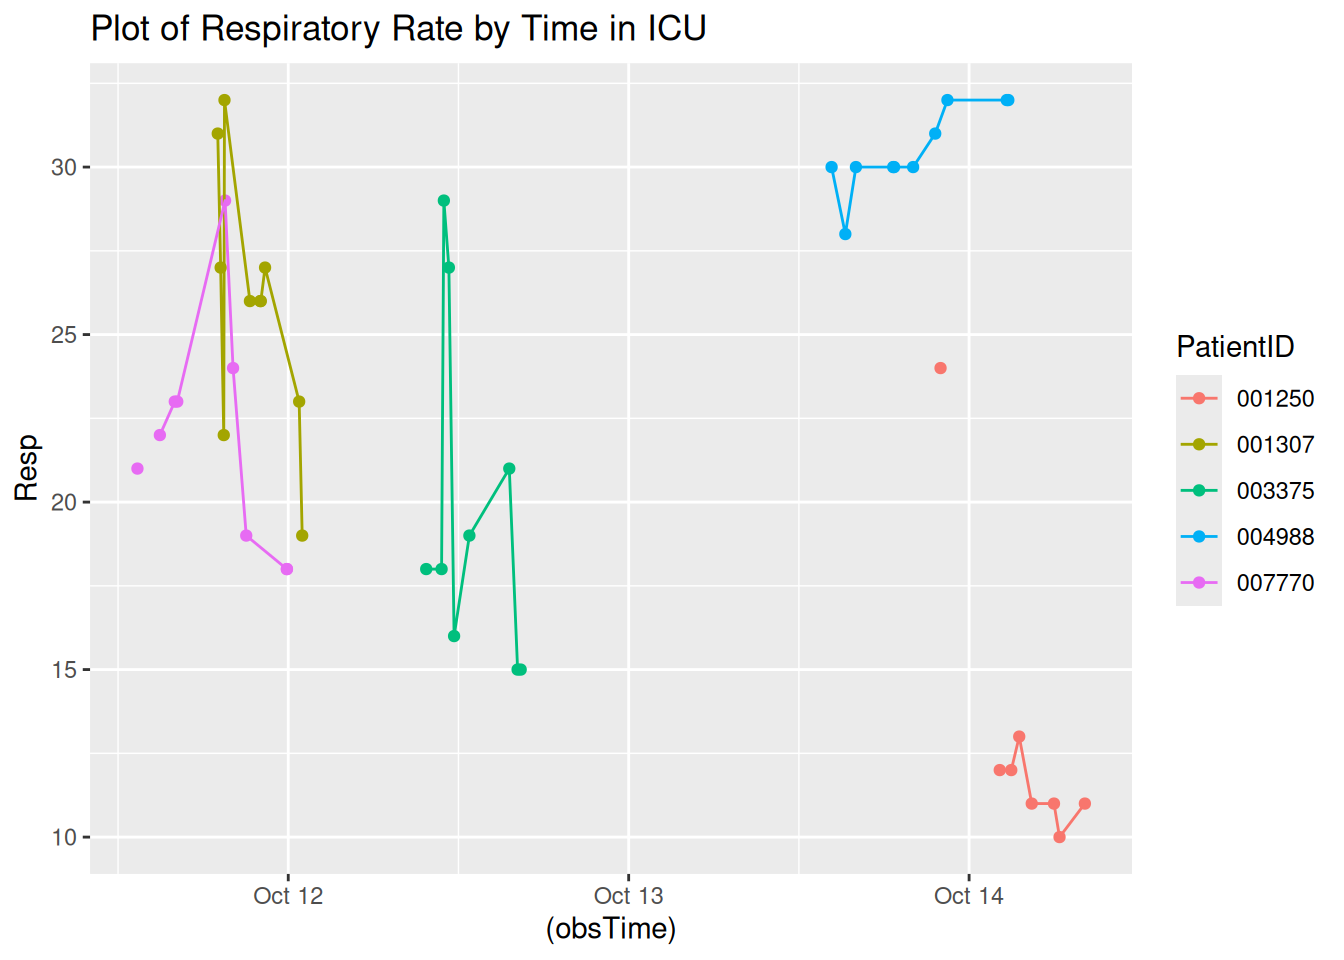 Plot of Respiratory Rate by Time in ICU
30
25
20
15
10
Resp
Oct 12
Oct 13
Oct 14
(obsTime)
PatientID
001250
001307
003375
004988
007770